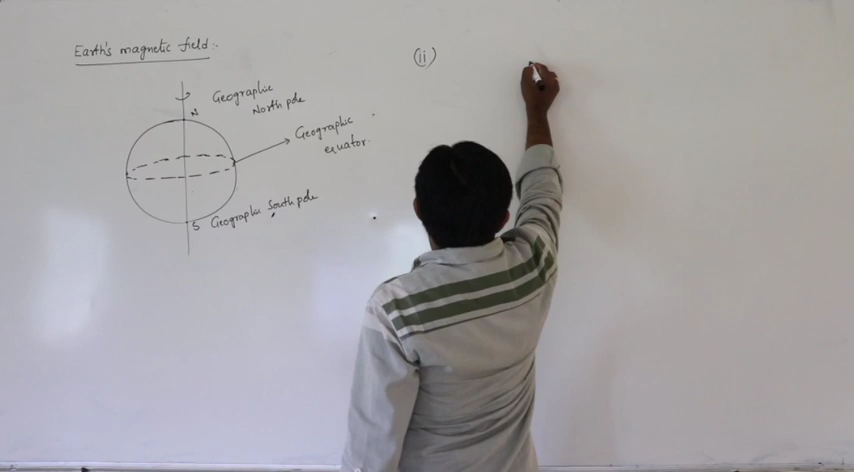 Earth's magnetic field:-
(ii)
Geographic
North pole
N
Geographic
equator.
S Geographic South pole